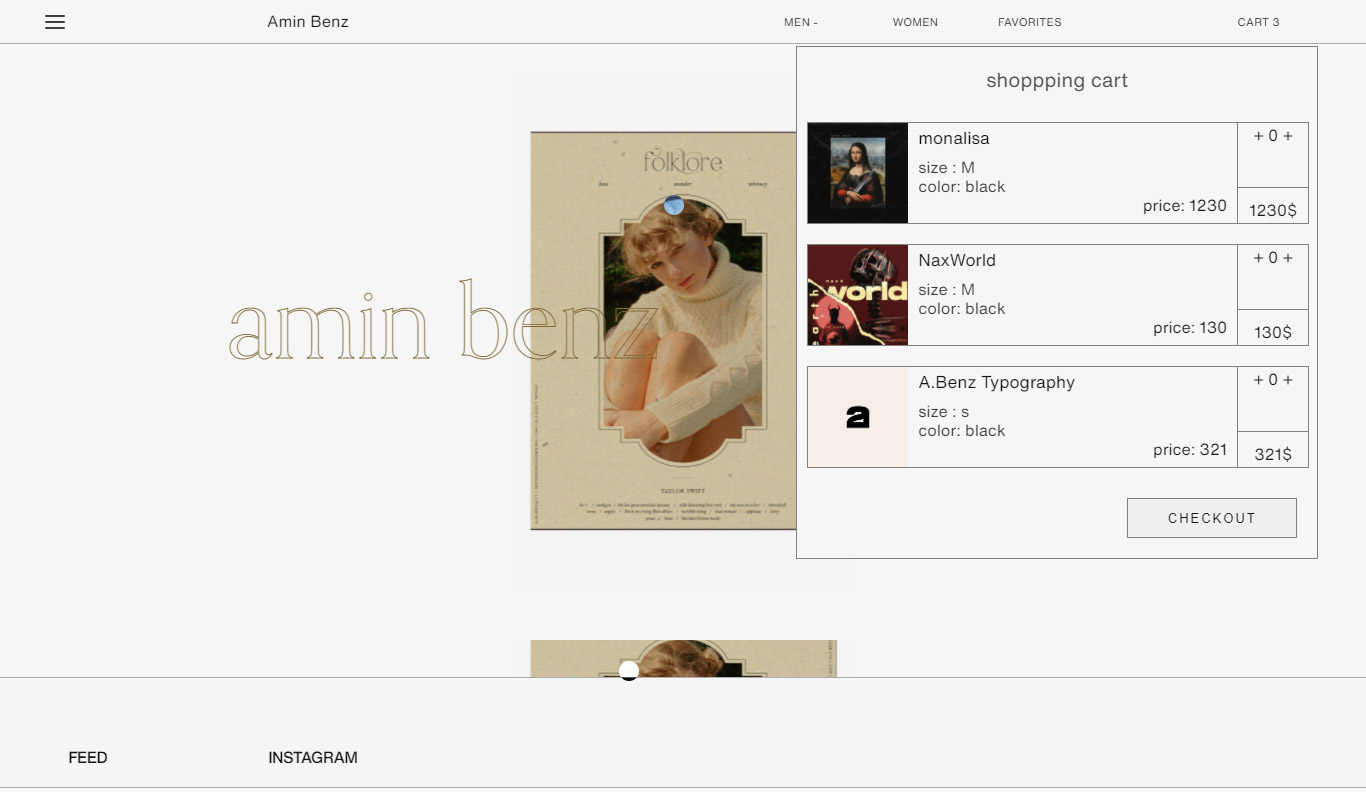 Amin Benz
MEN -
WOMEN
FAVORITES
CART 3
shoppping cart
monalisa
size : M
color: black
price: 1230
+ 0 +
1230$
NaxWorld
size : M
color: black
price: 130
+ 0 +
130$
A.Benz Typography
size : s
color: black
price: 321
+ 0 +
321$
CHECKOUT
amin benz
folklore
TAYLOR SWIFT
world
a
FEED
INSTAGRAM